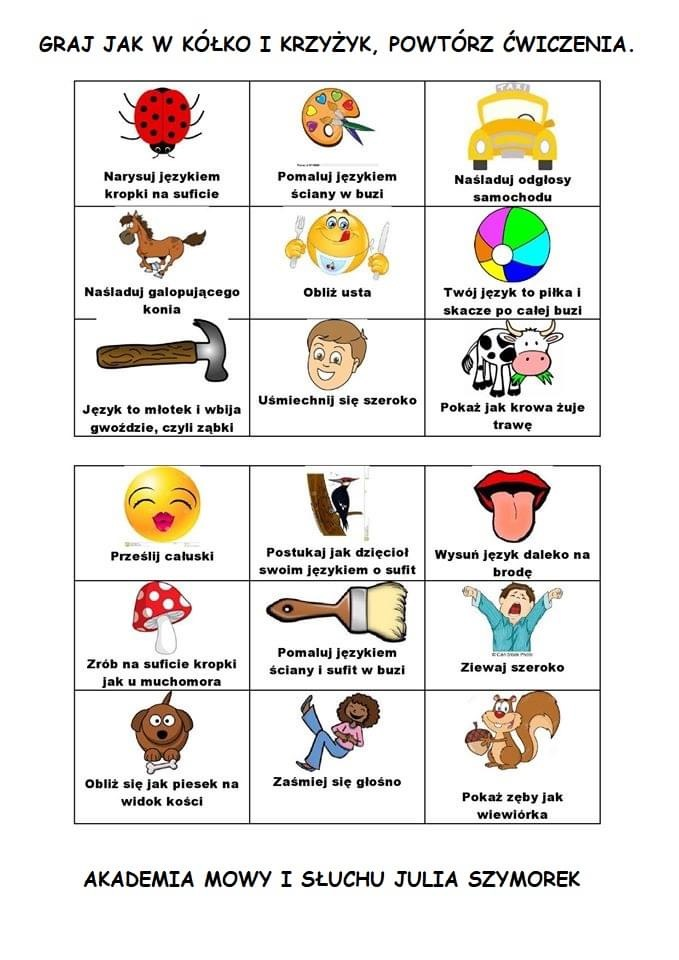 GRAJ JAK W KÓŁKO I KRZYŻYK, POWTÓRZ ĆWICZENIA.
TAXI
Narysuj językiem
kropki na suficie
Pomaluj językiem
ściany w buzi
Naśladuj odgłosy
samochodu
Naśladuj galopującego
konia
Obliż usta
Twój język to piłka i
skacze po całej buzi
Język to młotek i wbija
gwoździe, czyli ząbki
Uśmiechnij się szeroko
Pokaż jak krowa żuje
trawę
Prześlij całuski
Postukaj jak dzięcioł
swoim językiem o sufit
Wysuń język daleko na
brodę
Zrób na suficie kropki
jak u muchomora
Pomaluj językiem
ściany i sufit w buzi
© Can Stock Photo
Ziewaj szeroko
Obliż się jak piesek na
widok kości
Zaśmiej się głośno
Pokaż zęby jak
wiewiórka
AKADEMIA MOWY I SŁUCHU JULIA SZYMOREK